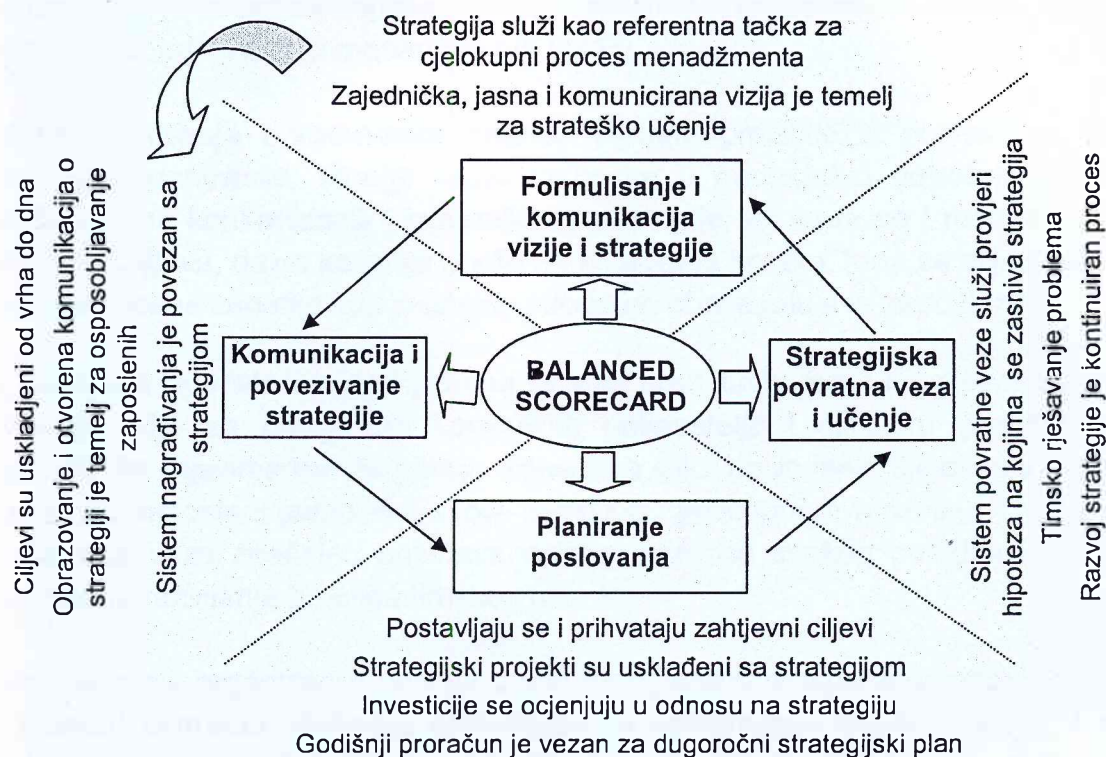 Strategija služi kao referentna tačka za
cjelokupni proces menadžmenta
Zajednička, jasna i komunicirana vizija je temelj
za strateško učenje
Ciljevi su uskladjeni od vrha do dna
Obrazovanje i otvorena komunikacija o
strategiji je temelj za osposobljavanje
zaposlenih
Sistem nagrađivanja je povezan sa
strategijom
Formulisanje i
komunikacija
vizije i strategije
Komunikacija i
povezivanje
strategije
BALANCED
SCORECARD
Strategijska
povratna veza
i učenje
Planiranje
poslovanja
Sistem povratne veze služi provjeri
hipoteza na kojima se zasniva strategija
Timsko rješavanje problema
Razvoj strategije je kontinuiran proces
Postavljaju se i prihvataju zahtjevni ciljevi
Strategijski projekti su usklađeni sa strategijom
Investicije se ocjenjuju u odnosu na strategiju
Godišnji proračun je vezan za dugoročni strategijski plan